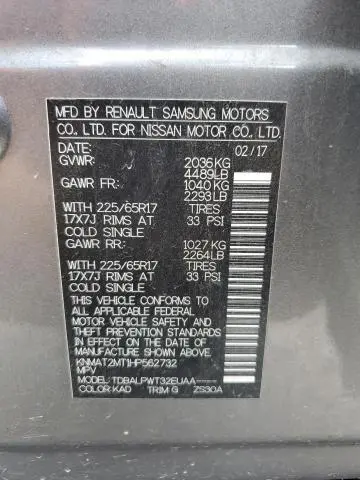 MFD BY RENAULT SAMSUNG MOTORS
CO., LTD. FOR NISSAN MOTOR CO., LTD.
DATE: 02/17
GVWR: 2036KG
4489LB
GAWR FR: 1040KG
2293LB
WITH 225/65R17 TIRES
17X7J RIMS AT 33 PSI
COLD SINGLE
GAWR RR: 1027KG
2264LB
WITH 225/65R17 TIRES
17X7J RIMS AT 33 PSI
COLD SINGLE
THIS VEHICLE CONFORMS TO
ALL APPLICABLE FEDERAL
MOTOR VEHICLE SAFETY, BUMPER
AND THEFT PREVENTION STANDARDS
IN EFFECT ON THE DATE OF
MANUFACTURE SHOWN ABOVE
KNMAT2MT1HP562732
MPV
MODEL:TDBALPWT32EUAA-----
COLOR KAD TRIM G ZS30A